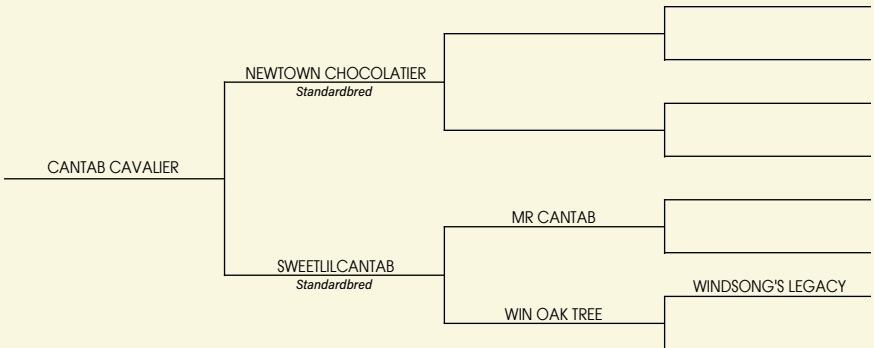 NEWTOWN CHOCOLATIER
Standardbred
CANTAB CAVALIER
MR CANTAB
SWEETLILCANTAB
Standardbred
WINDSONG'S LEGACY
WIN OAK TREE